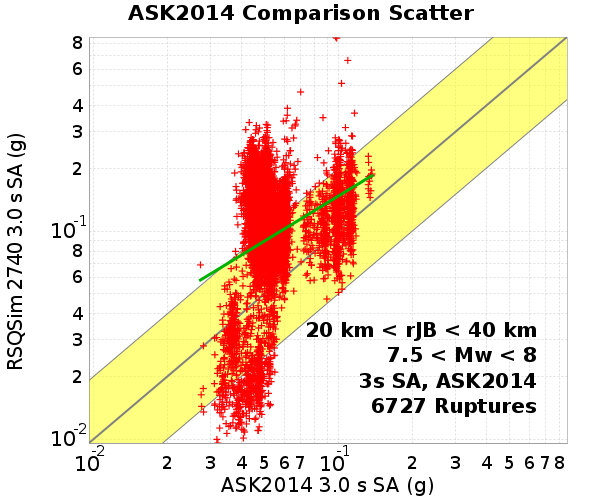 ASK2014 Comparison Scatter
8
6
4
3
2
10⁻¹
8
6
4
3
2
10⁻²
RSQSim 2740 3.0 s SA (g)
20 km < rJB < 40 km
7.5 < Mw < 8
3s SA, ASK2014
6727 Ruptures
10⁻² 2 3 4 5 6 7 10⁻¹ 2 3 4 5 6 7 8
ASK2014 3.0 s SA (g)